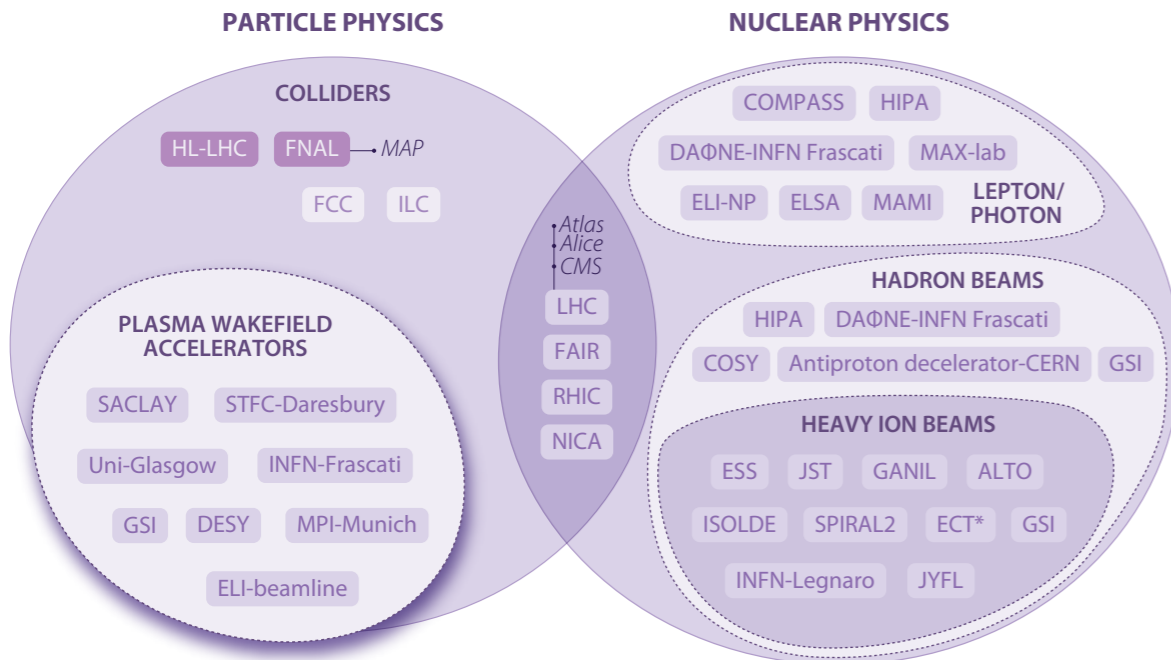 PARTICLE PHYSICS
NUCLEAR PHYSICS
COLLIDERS
HL-LHC FNAL MAP
FCC ILC
PLASMA WAKEFIELD
ACCELERATORS
SACLAY STFC-Daresbury
Uni-Glasgow INFN-Frascati
GSI DESY MPI-Munich
ELI-beamline
Atlas
Alice
CMS
LHC
FAIR
RHIC
NICA
COMPASS HIPA
DAΦNE-INFN Frascati MAX-lab
ELI-NP ELSA MAMI
LEPTON/
PHOTON
HADRON BEAMS
HIPA DAΦNE-INFN Frascati
COSY Antiproton decelerator-CERN GSI
HEAVY ION BEAMS
ESS JST GANIL ALTO
ISOLDE SPIRAL2 ECT* GSI
INFN-Legnaro JYFL